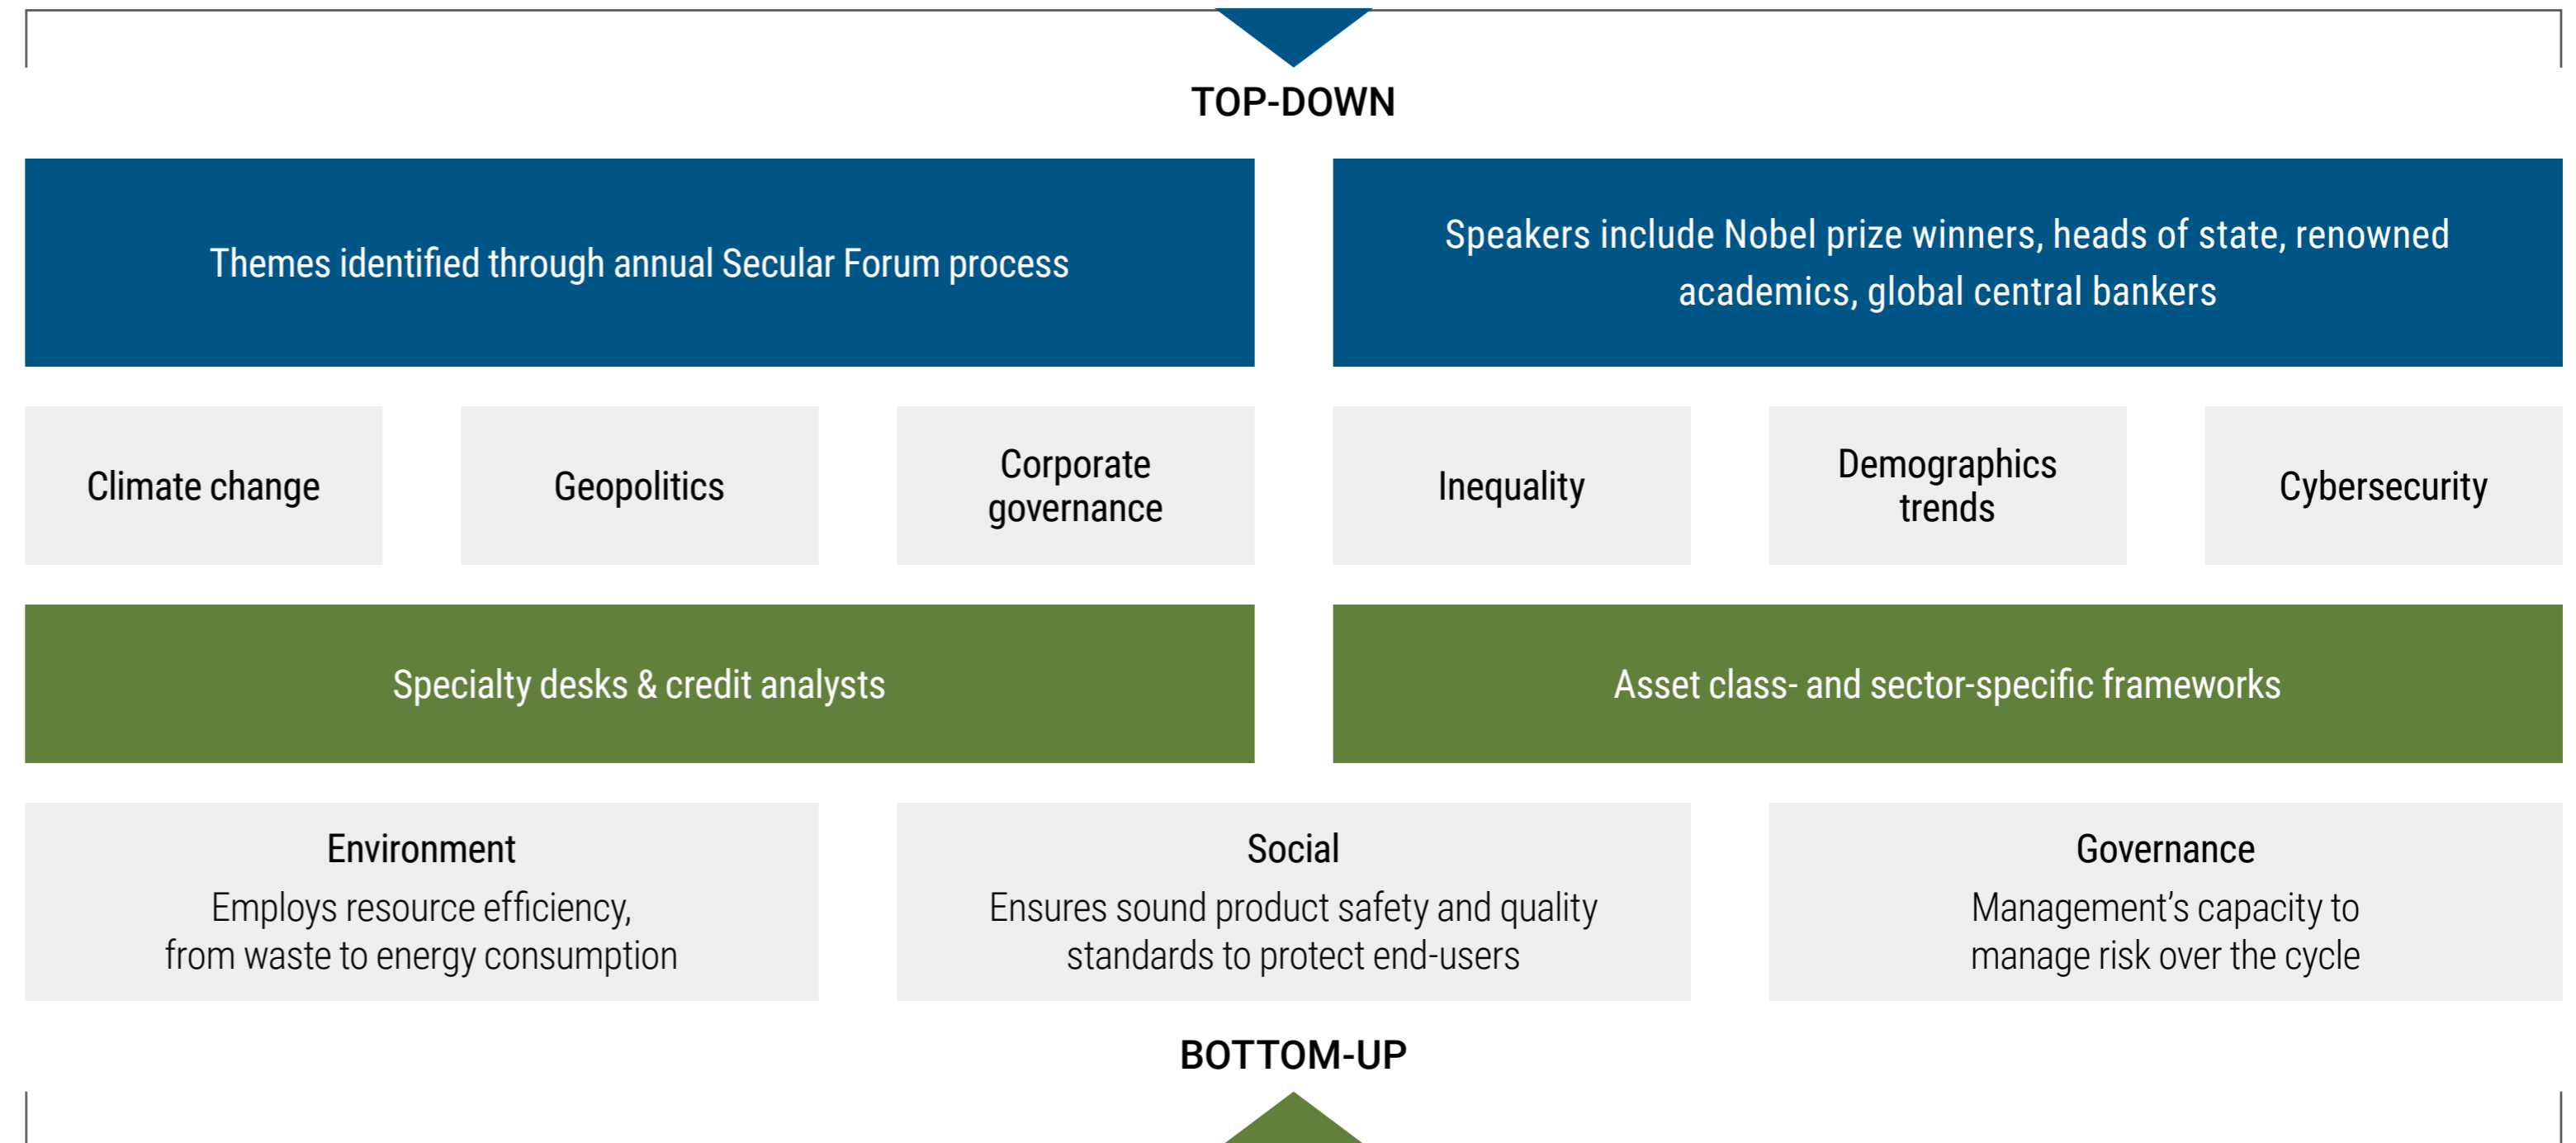 TOP-DOWN
Themes identified through annual Secular Forum process
Speakers include Nobel prize winners, heads of state, renowned
academics, global central bankers
Climate change
Geopolitics
Corporate
governance
Inequality
Demographics
trends
Cybersecurity
Specialty desks & credit analysts
Asset class- and sector-specific frameworks
Environment
Employs resource efficiency,
from waste to energy consumption
Social
Ensures sound product safety and quality
standards to protect end-users
Governance
Management’s capacity to
manage risk over the cycle
BOTTOM-UP